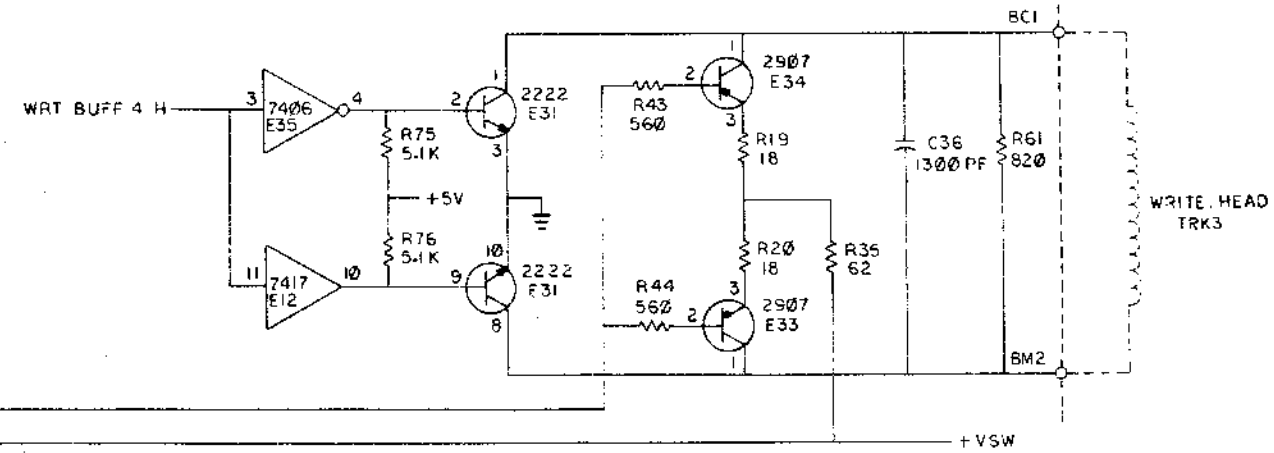 BC1
WRT BUFF 4 H
3
7406
E35
4
R75
5.1K
+5V
R76
5.1K
11
7417
E12
10
1
2
2222
E31
3
10
9
2222
E31
8
R43
560
2
1
2907
E34
3
R19
18
R20
18
R35
62
R44
560
2
3
2907
E33
1
C36
1300 PF
R61
820
WRITE. HEAD
TRK3
BM2
+VSW